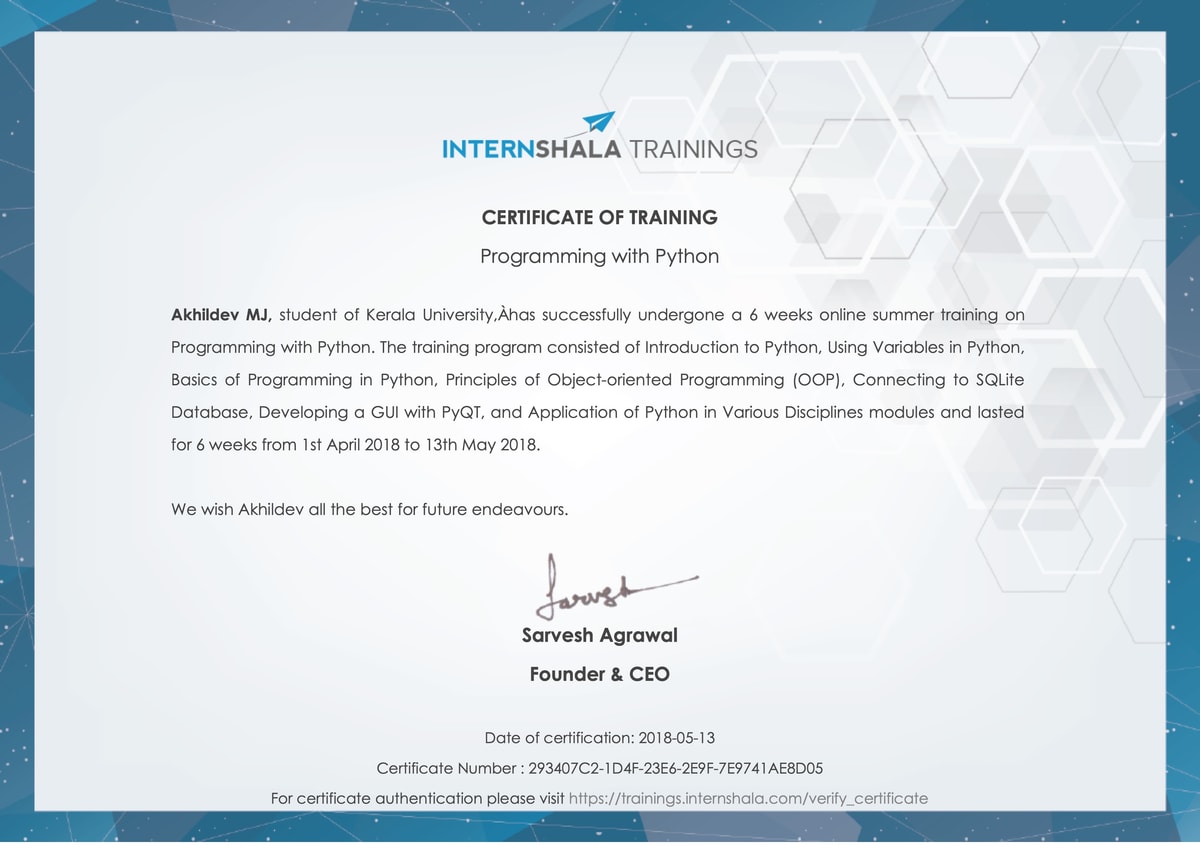 INTERNSHALA TRAININGS
CERTIFICATE OF TRAINING
Programming with Python
Akhildev MJ, student of Kerala University,Àhas successfully undergone a 6 weeks online summer training on
Programming with Python. The training program consisted of Introduction to Python, Using Variables in Python,
Basics of Programming in Python, Principles of Object-oriented Programming (OOP), Connecting to SQLite
Database, Developing a GUI with PyQT, and Application of Python in Various Disciplines modules and lasted
for 6 weeks from 1st April 2018 to 13th May 2018.
We wish Akhildev all the best for future endeavours.
Sarvesh
Sarvesh Agrawal
Founder & CEO
Date of certification: 2018-05-13
Certificate Number : 293407C2-1D4F-23E6-2E9F-7E9741AE8D05
For certificate authentication please visit https://trainings.internshala.com/verify_certificate